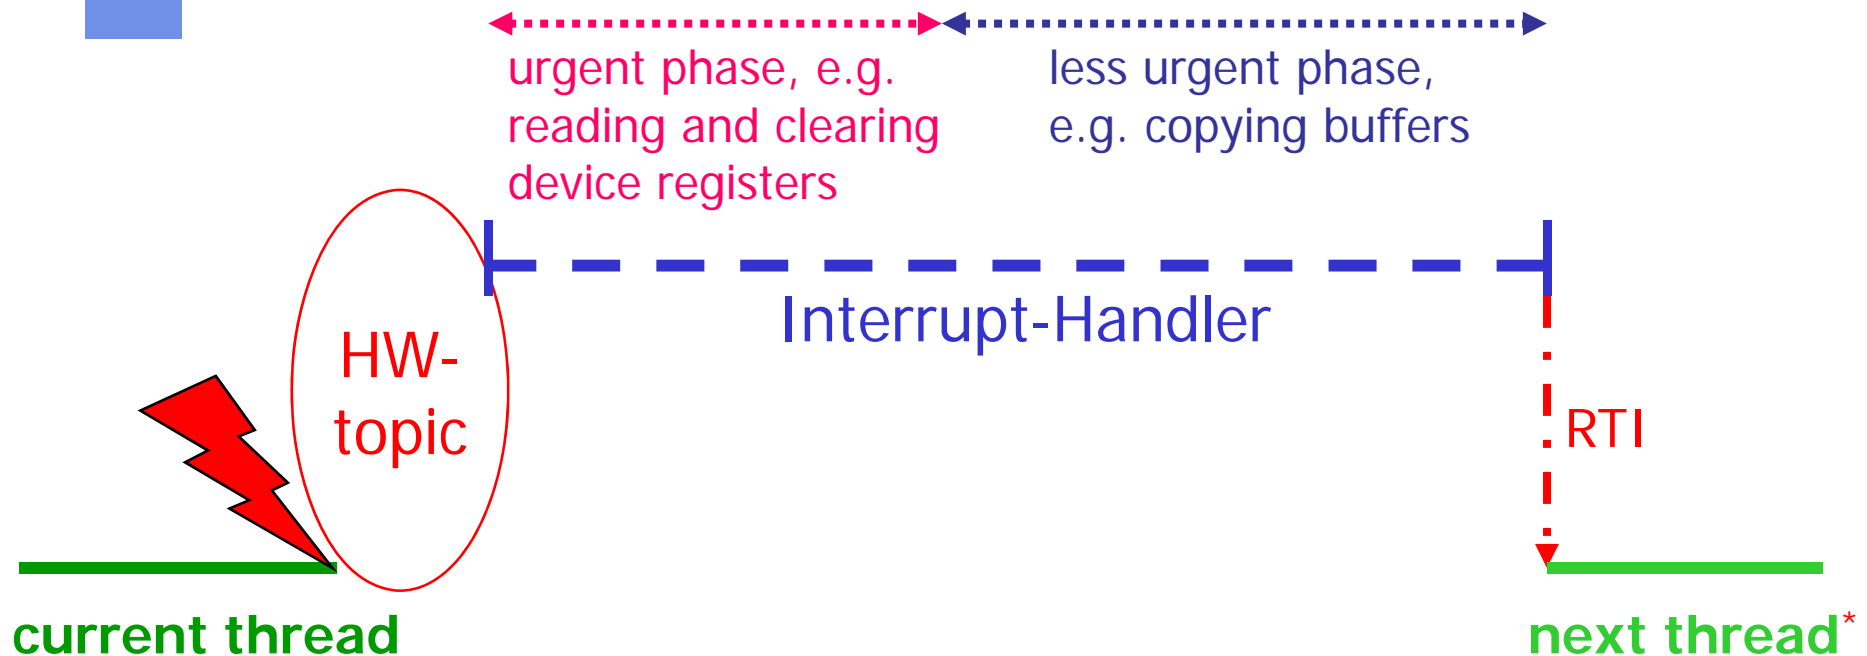 urgent phase, e.g.
reading and clearing
device registers
less urgent phase,
e.g. copying buffers
Interrupt-Handler
HW-
topic
RTI
current thread
next thread*